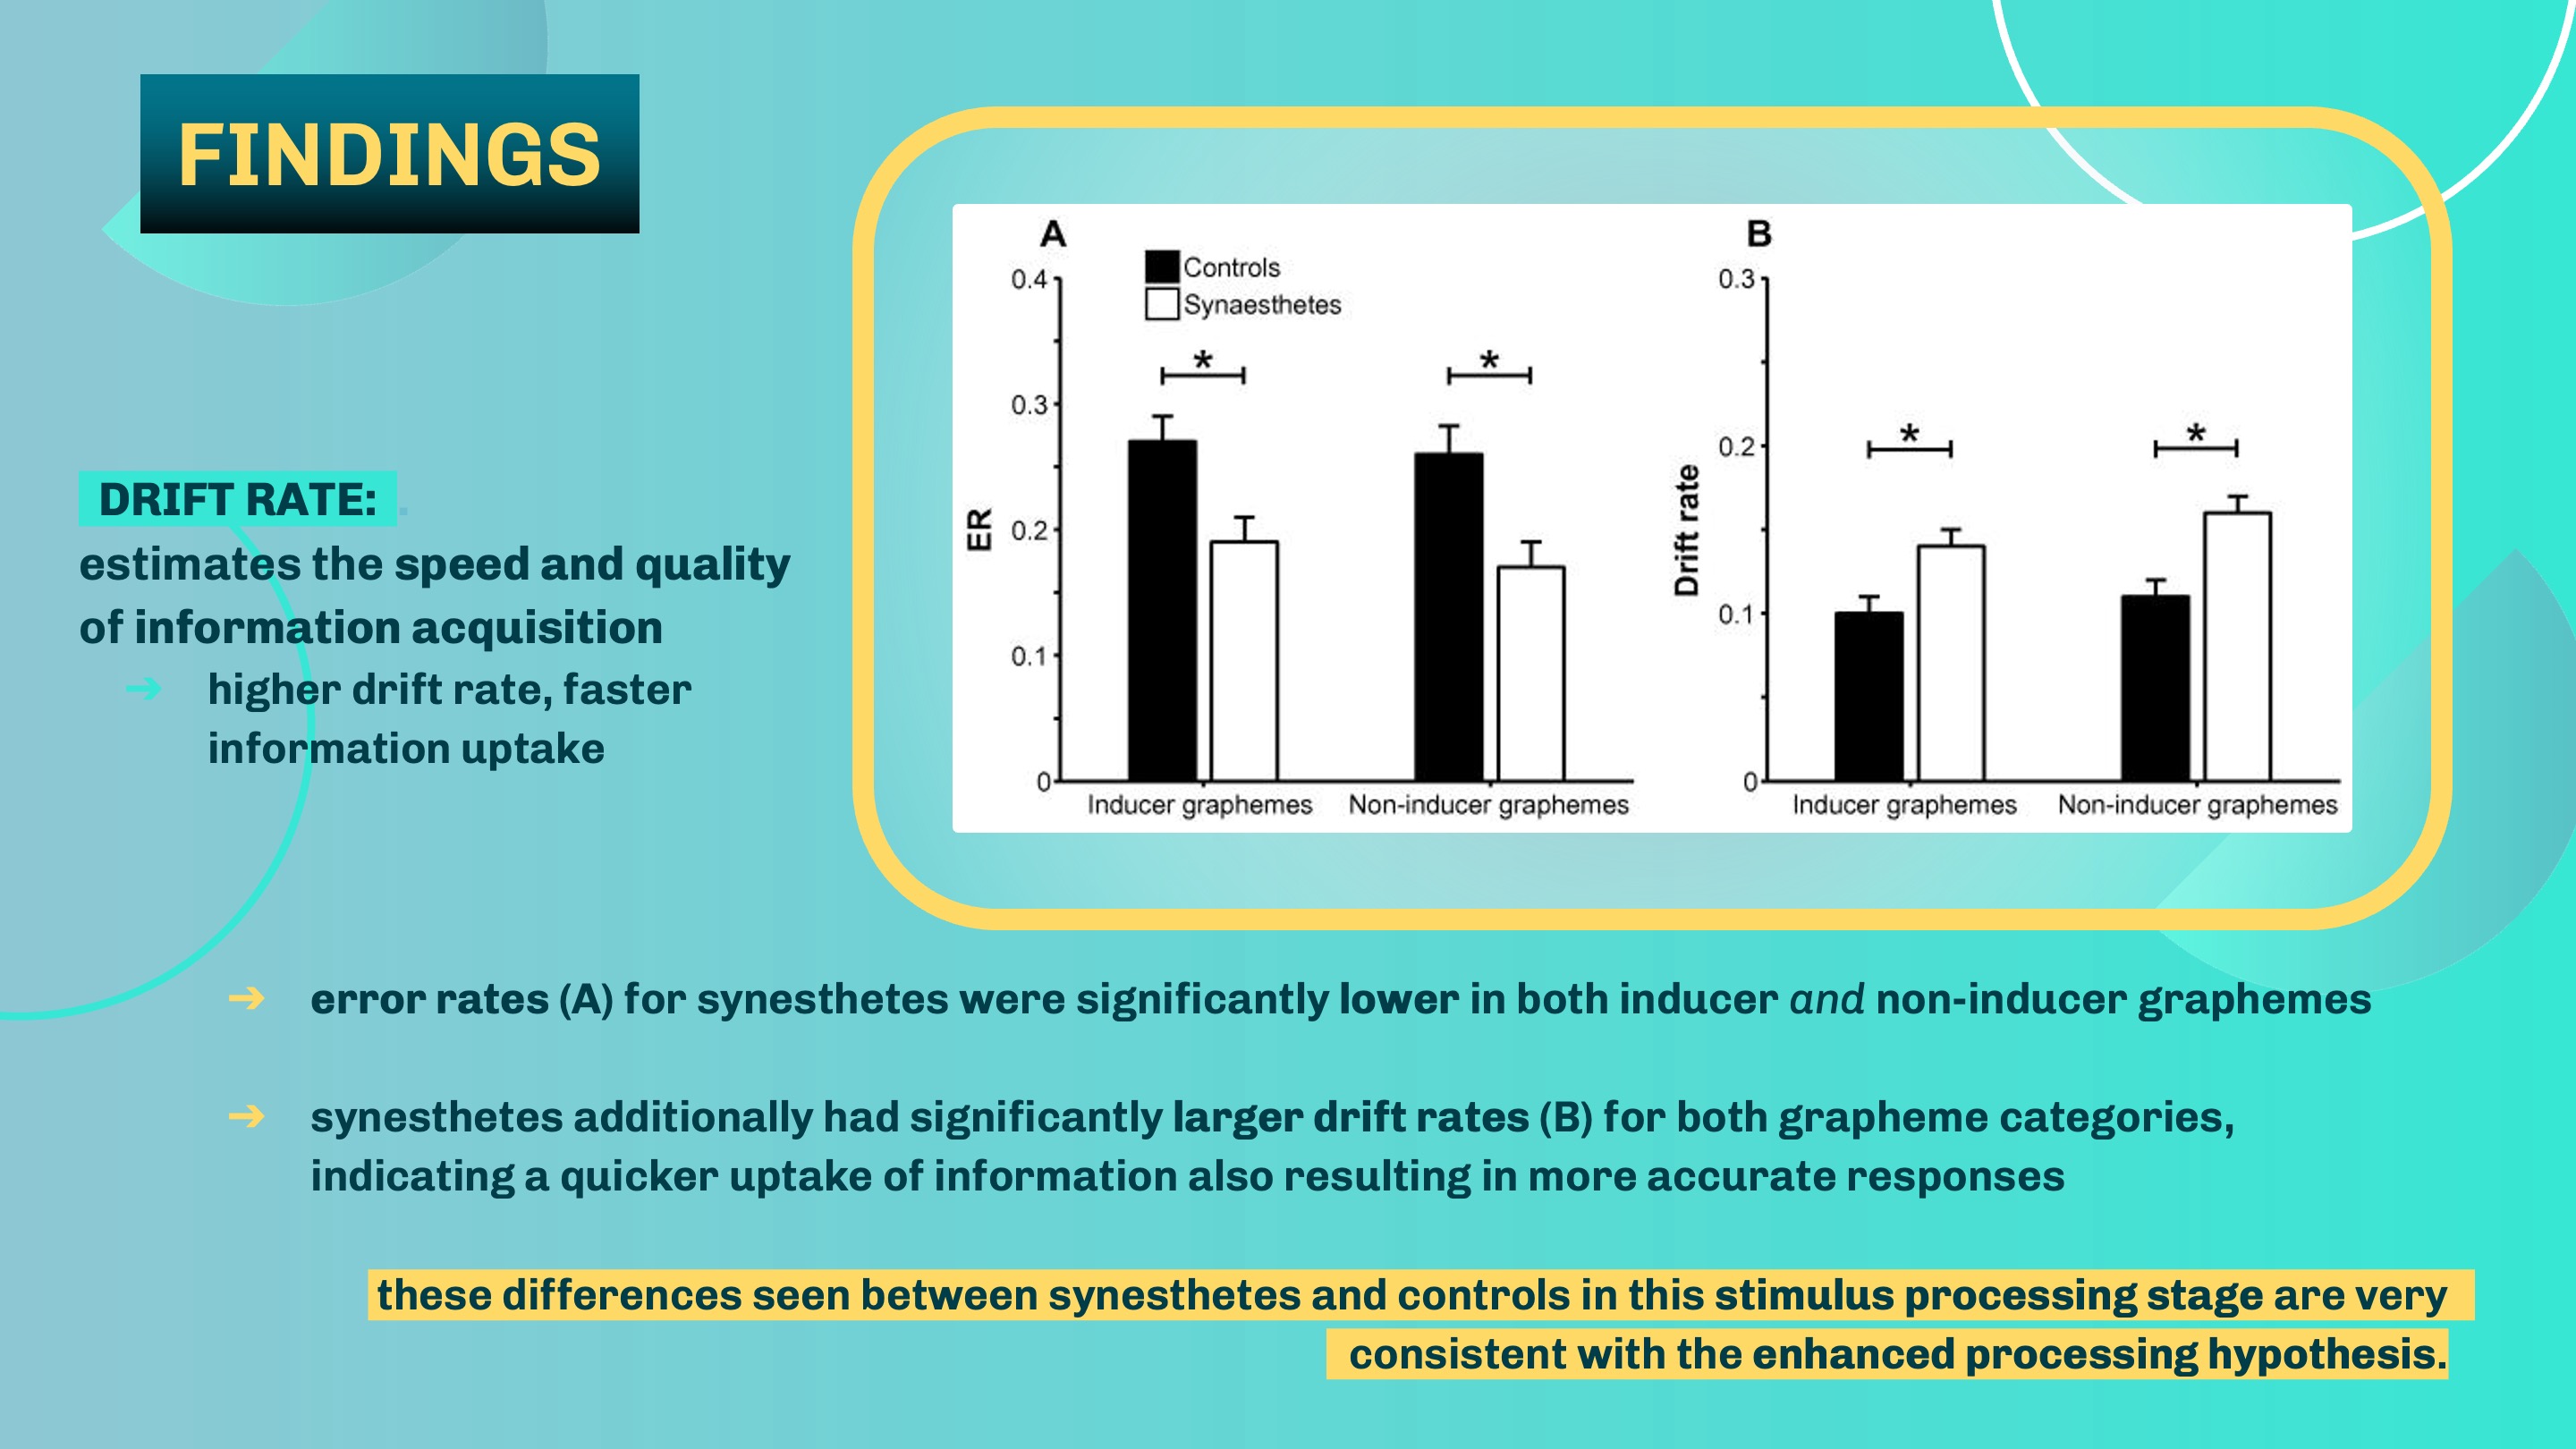 FINDINGS
DRIFT RATE: .
estimates the speed and quality
of information acquisition
➔ higher drift rate, faster
information uptake
A
Controls
Synaesthetes
ER
0.4
0.3
0.2
0.1
0
*
*
Inducer graphemes
Non-inducer graphemes
B
Drift rate
0.3
0.2
0.1
0
*
*
Inducer graphemes
Non-inducer graphemes
➔ error rates (A) for synesthetes were significantly lower in both inducer and non-inducer graphemes
➔ synesthetes additionally had significantly larger drift rates (B) for both grapheme categories,
indicating a quicker uptake of information also resulting in more accurate responses
these differences seen between synesthetes and controls in this stimulus processing stage are very
consistent with the enhanced processing hypothesis.